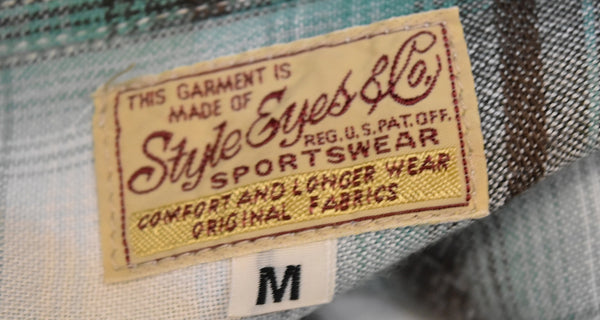 THIS GARMENT IS
MADE OF
Style Eyes & Co.
REG. U.S. PAT. OFF.
SPORTSWEAR
COMFORT AND LONGER WEAR
ORIGINAL FABRICS
M